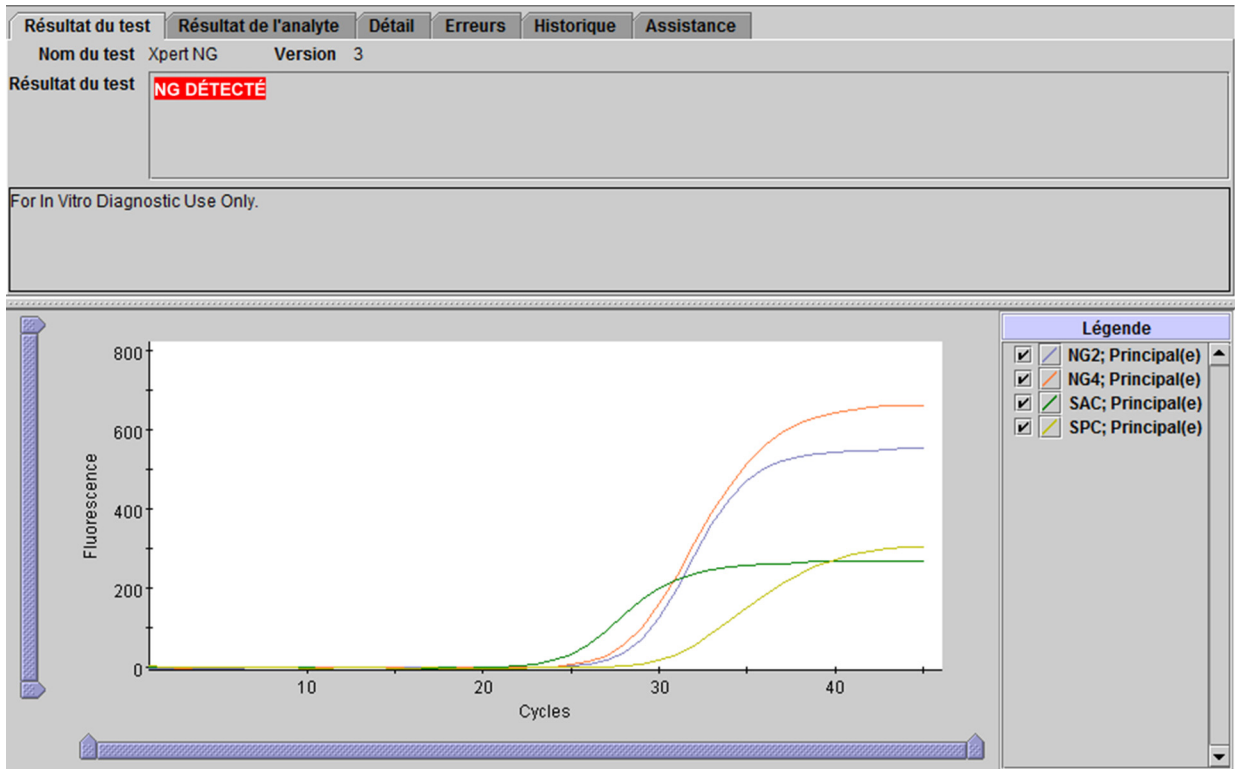 Résultat du test Résultat de l'analyte Détail Erreurs Historique Assistance
Nom du test Xpert NG Version 3
Résultat du test NG DÉTECTÉ
For In Vitro Diagnostic Use Only.
Légende
NG2; Principal(e)
NG4; Principal(e)
SAC; Principal(e)
SPC; Principal(e)
800
600
400
200
0
Fluorescence
10 20 30 40
Cycles